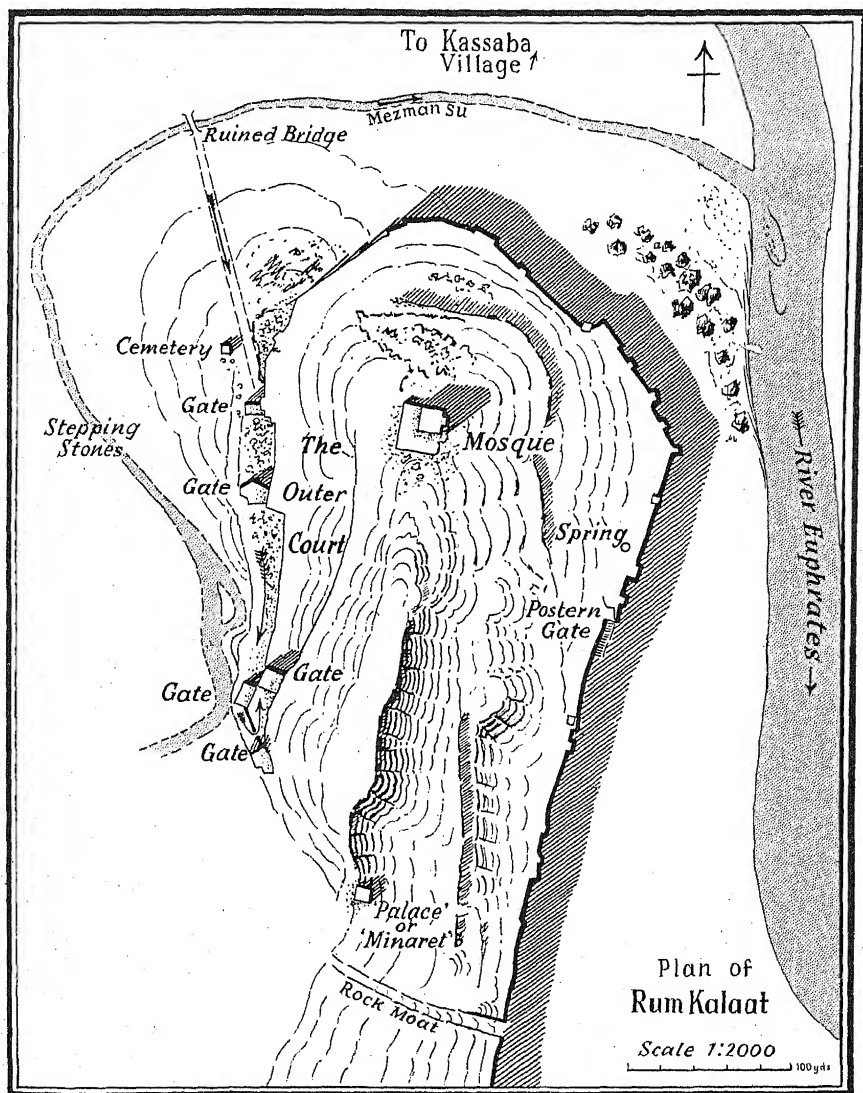 To Kassaba
Village
Mezman Su
Ruined Bridge
Cemetery
Gate
Stepping
Stones
The
Mosque
Gate
Outer
Court
Spring
River Euphrates
Postern
Gate
Gate
Gate
Gate
'Palace'
or
'Minaret'
Rock Moat
Plan of
Rum Kalaat
Scale 1:2000
100 yds